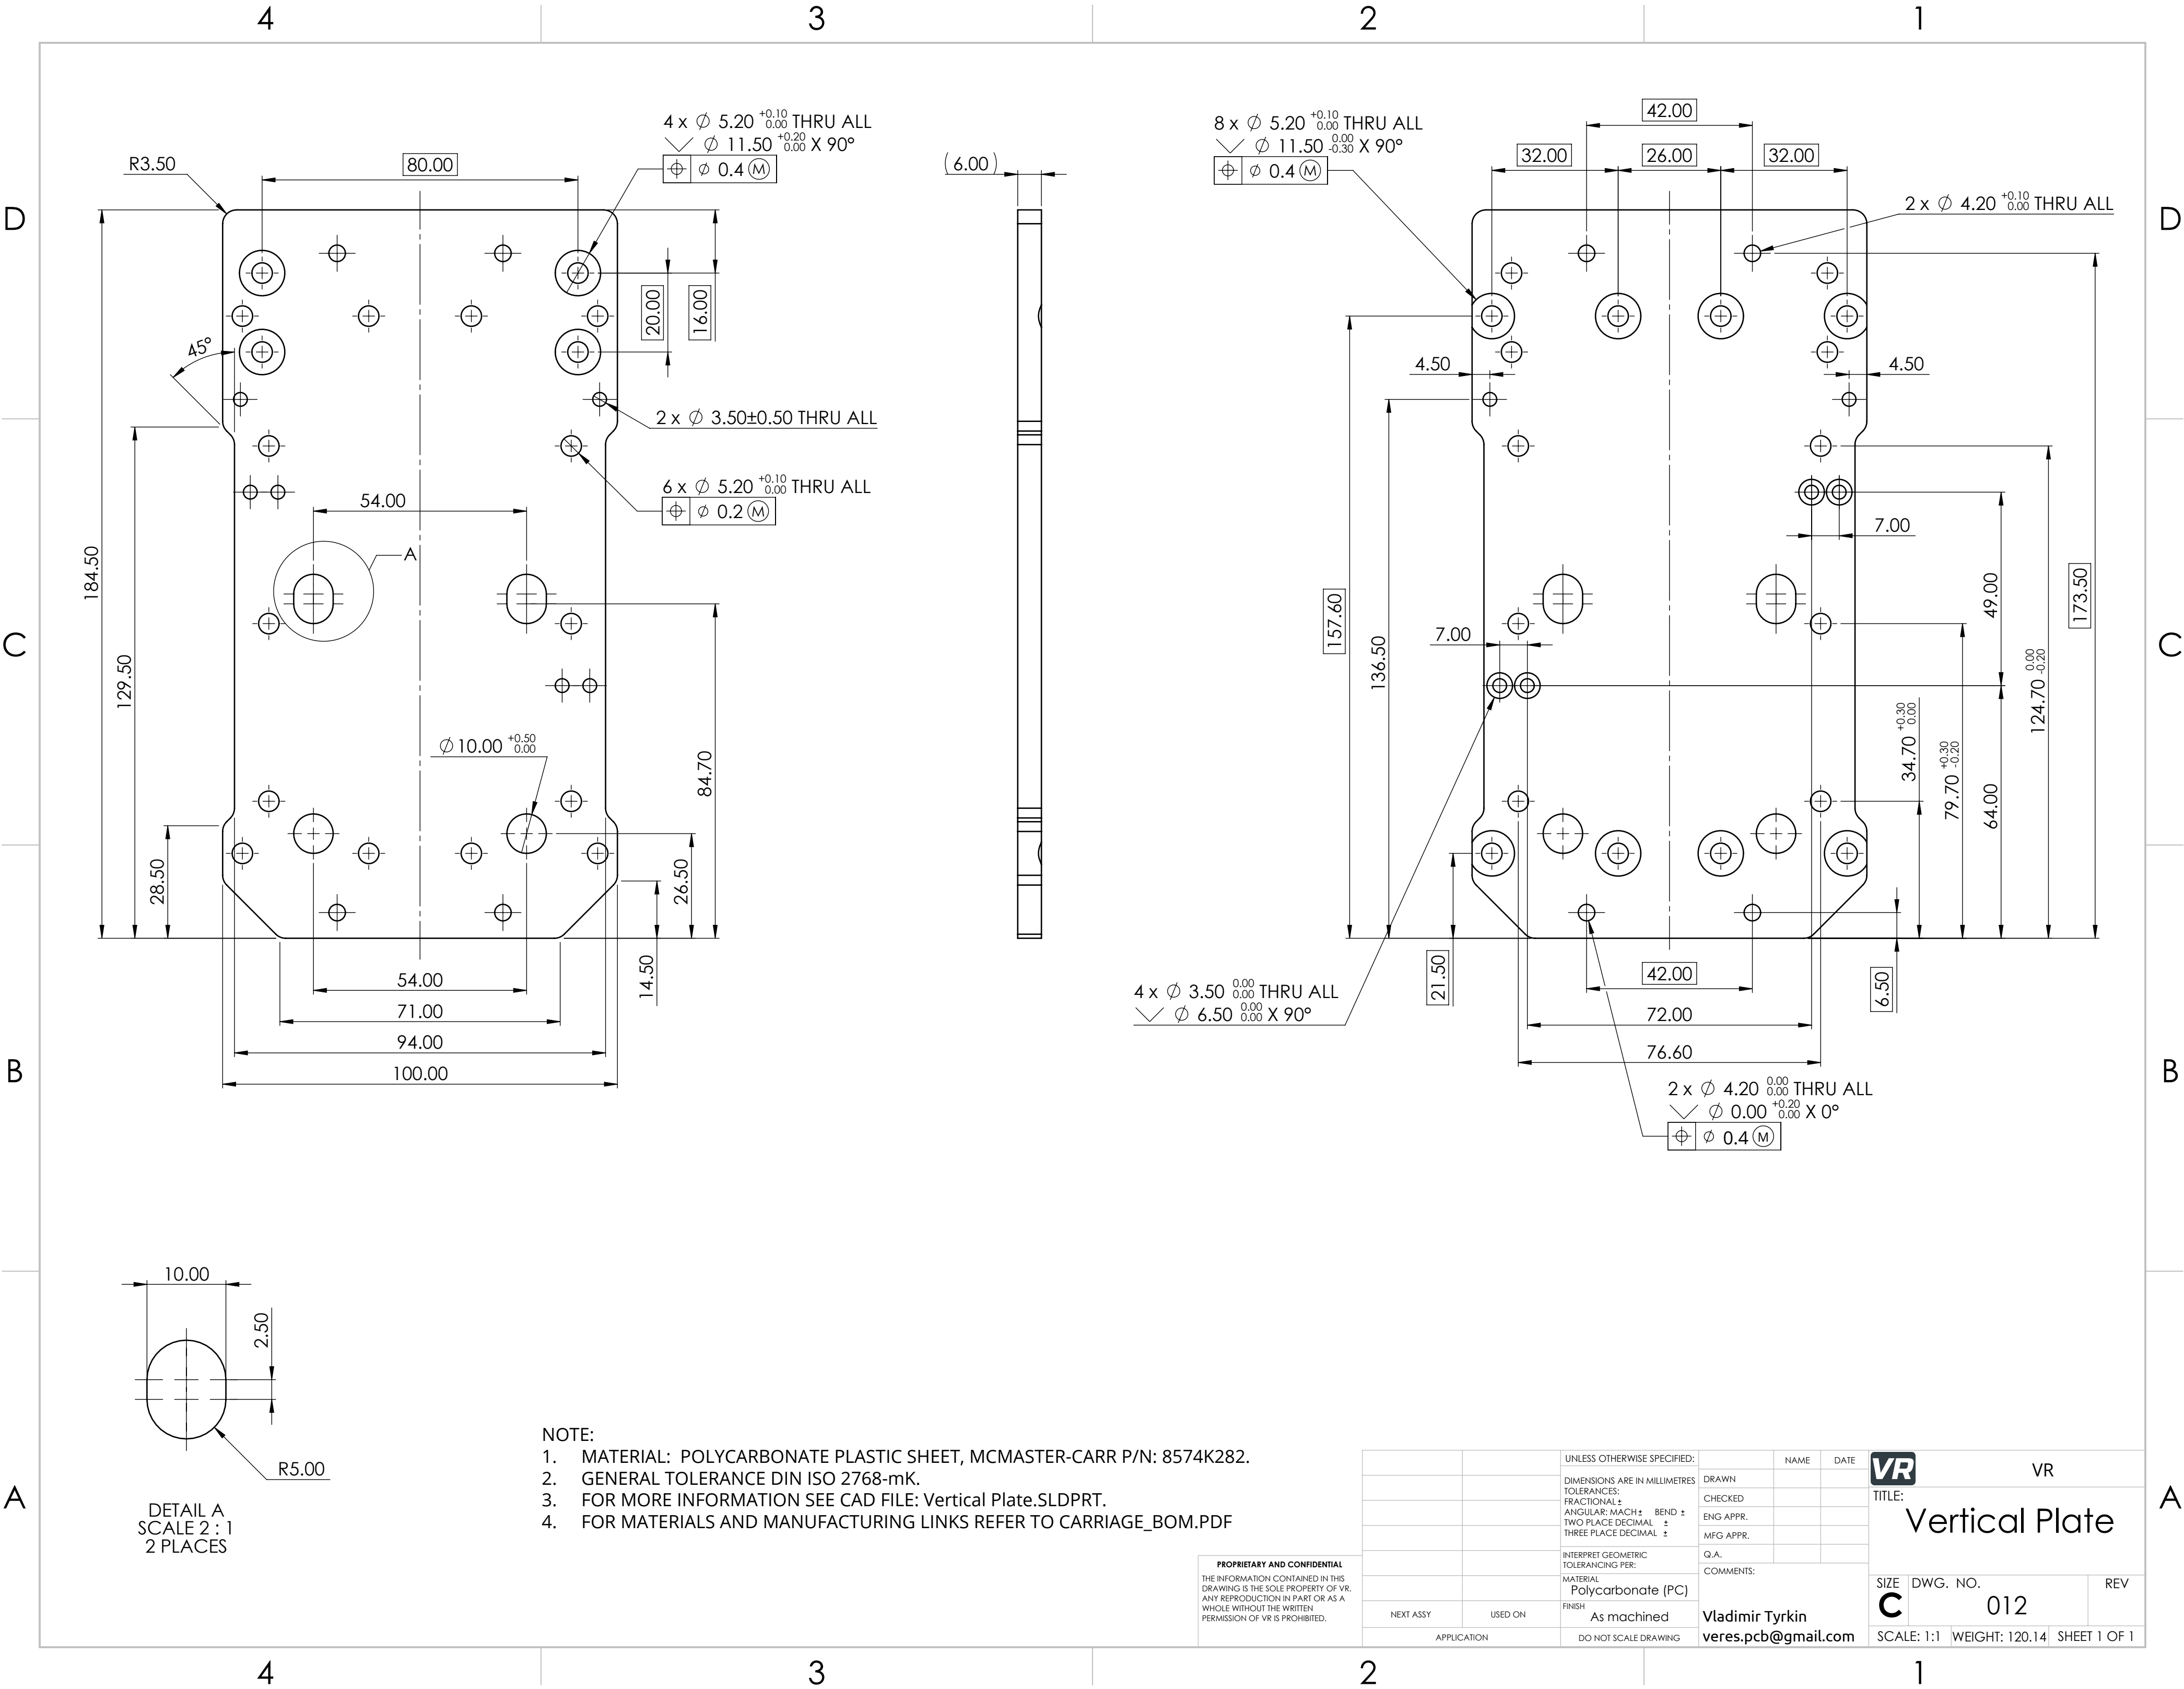 4 3 2 1
D
C
B
A
D
C
B
A
4 3 2 1
R3.50
80.00
4 x ∅ 5.20 +0.10 0.00 THRU ALL
∅ 11.50 +0.20 0.00 X 90°
∅ 0.4 Ⓜ
20.00
16.00
45°
2 x ∅ 3.50±0.50 THRU ALL
6 x ∅ 5.20 +0.10 0.00 THRU ALL
∅ 0.2 Ⓜ
54.00
A
184.50
129.50
∅ 10.00 +0.50 0.00
84.70
28.50
26.50
14.50
54.00
71.00
94.00
100.00
(6.00)
8 x ∅ 5.20 +0.10 0.00 THRU ALL
∅ 11.50 0.00 -0.30 X 90°
∅ 0.4 Ⓜ
42.00
32.00
26.00
32.00
2 x ∅ 4.20 +0.10 0.00 THRU ALL
4.50
4.50
7.00
157.60
136.50
7.00
49.00
173.50
124.70 0.00 -0.20
34.70 +0.30 0.00
79.70 +0.30 -0.20
64.00
21.50
6.50
4 x ∅ 3.50 0.00 0.00 THRU ALL
∅ 6.50 0.00 0.00 X 90°
42.00
72.00
76.60
2 x ∅ 4.20 0.00 0.00 THRU ALL
∅ 0.00 +0.20 0.00 X 0°
∅ 0.4 Ⓜ
10.00
2.50
R5.00
DETAIL A
SCALE 2 : 1
2 PLACES
NOTE:
1. MATERIAL: POLYCARBONATE PLASTIC SHEET, MCMASTER-CARR P/N: 8574K282.
2. GENERAL TOLERANCE DIN ISO 2768-mK.
3. FOR MORE INFORMATION SEE CAD FILE: Vertical Plate.SLDPRT.
4. FOR MATERIALS AND MANUFACTURING LINKS REFER TO CARRIAGE_BOM.PDF
PROPRIETARY AND CONFIDENTIAL
THE INFORMATION CONTAINED IN THIS
DRAWING IS THE SOLE PROPERTY OF VR.
ANY REPRODUCTION IN PART OR AS A
WHOLE WITHOUT THE WRITTEN
PERMISSION OF VR IS PROHIBITED.
NEXT ASSY
USED ON
APPLICATION
UNLESS OTHERWISE SPECIFIED:
DIMENSIONS ARE IN MILLIMETRES
TOLERANCES:
FRACTIONAL±
ANGULAR: MACH± BEND ±
TWO PLACE DECIMAL ±
THREE PLACE DECIMAL ±
INTERPRET GEOMETRIC
TOLERANCING PER:
MATERIAL
Polycarbonate (PC)
FINISH
As machined
DO NOT SCALE DRAWING
NAME
DATE
DRAWN
CHECKED
ENG APPR.
MFG APPR.
Q.A.
COMMENTS:
Vladimir Tyrkin
veres.pcb@gmail.com
VR
VR
TITLE:
Vertical Plate
SIZE
C
DWG. NO.
012
REV
SCALE: 1:1
WEIGHT: 120.14
SHEET 1 OF 1